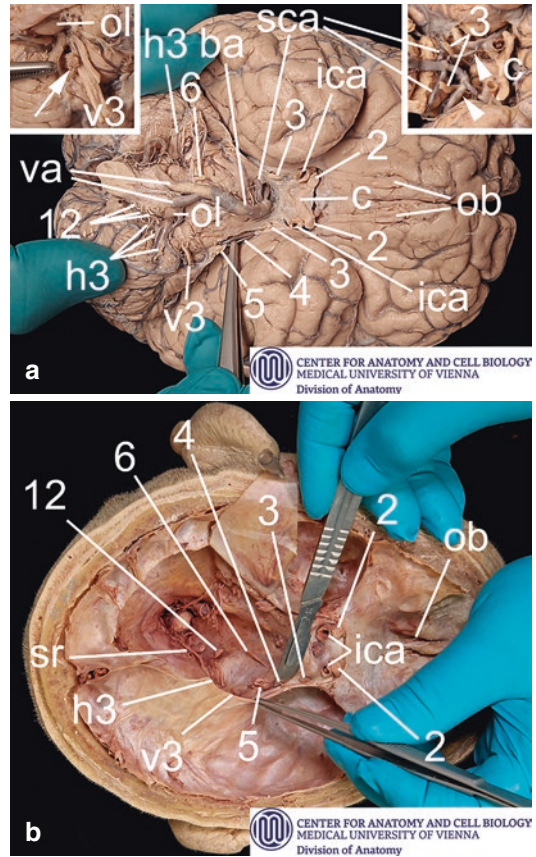 ol
v3
h3
ba
6
sca
ica
3
3
c
va
12
ol
h3
v3
5
4
3
2
c
2
ica
ob
a
CENTER FOR ANATOMY AND CELL BIOLOGY
MEDICAL UNIVERSITY OF VIENNA
Division of Anatomy
12
6
4
3
2
ob
sr
h3
v3
5
ica
2
b
CENTER FOR ANATOMY AND CELL BIOLOGY
MEDICAL UNIVERSITY OF VIENNA
Division of Anatomy